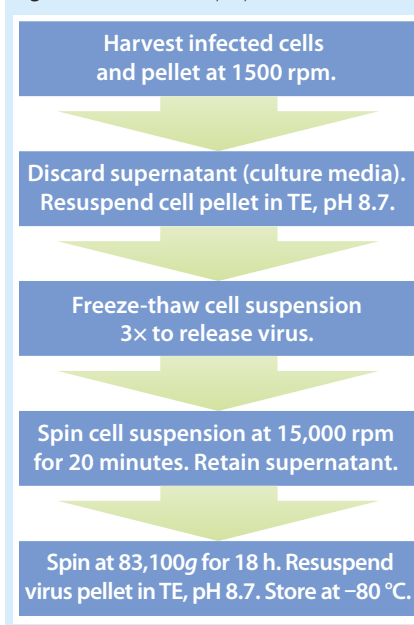 Harvest infected cells
and pellet at 1500 rpm.
Discard supernatant (culture media).
Resuspend cell pellet in TE, pH 8.7.
Freeze-thaw cell suspension
3× to release virus.
Spin cell suspension at 15,000 rpm
for 20 minutes. Retain supernatant.
Spin at 83,100g for 18 h. Resuspend
virus pellet in TE, pH 8.7. Store at −80 °C.